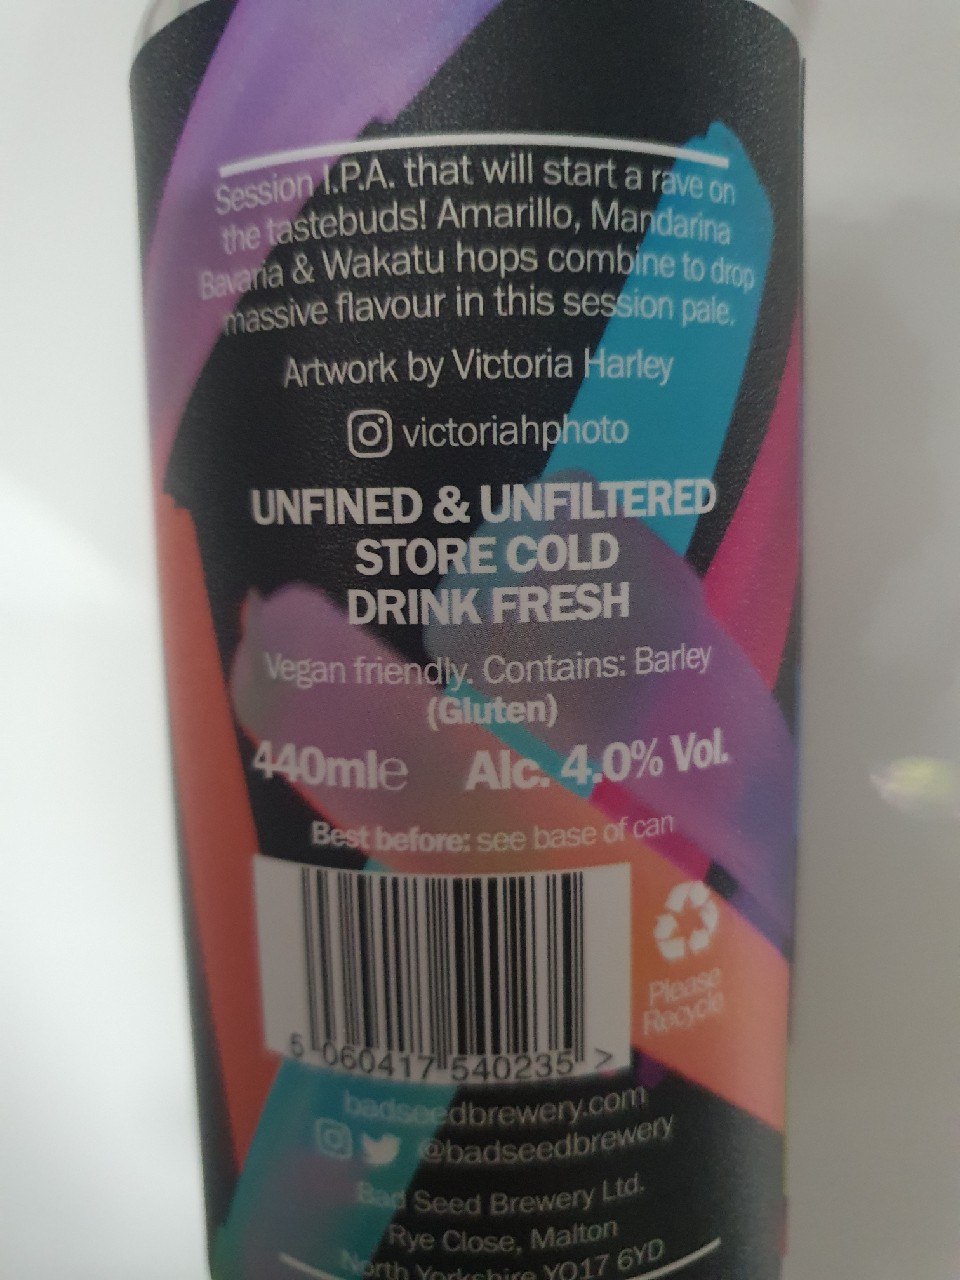 Session I.P.A. that will start a rave on
the tastebuds! Amarillo, Mandarina
Bavaria & Wakatu hops combine to drop
massive flavour in this session pale.
Artwork by Victoria Harley
victoriahphoto
UNFINED & UNFILTERED
STORE COLD
DRINK FRESH
Vegan friendly. Contains: Barley
(Gluten)
440mle Alc. 4.0% Vol.
Best before: see base of can
Please
Recycle
5 060417 540235 >
badseedbrewery.com
@badseedbrewery
Bad Seed Brewery Ltd.
Rye Close, Malton
North Yorkshire YO17 6YD